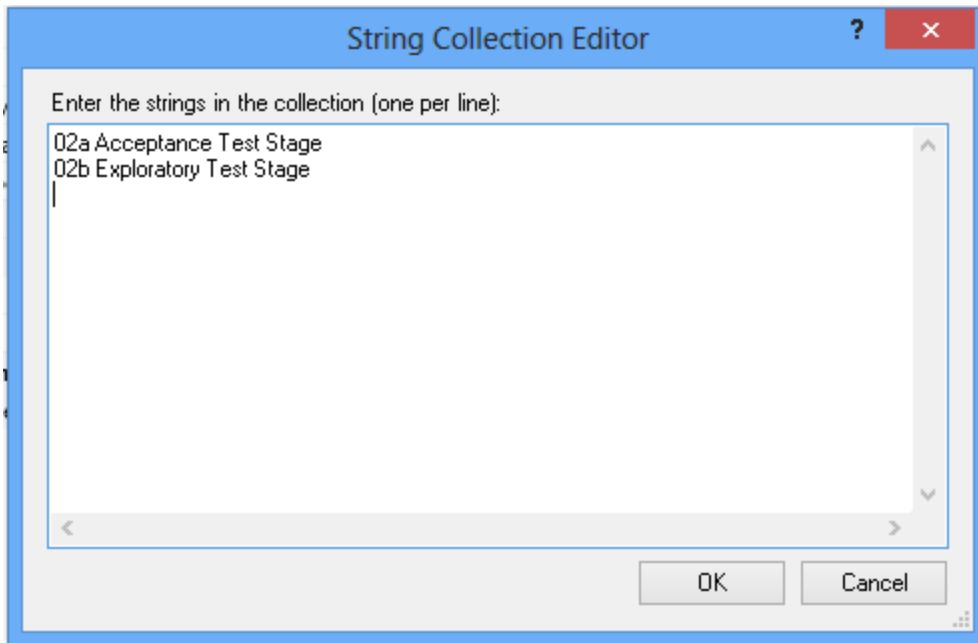 String Collection Editor
?
Enter the strings in the collection (one per line):
02a Acceptance Test Stage
02b Exploratory Test Stage
OK
Cancel